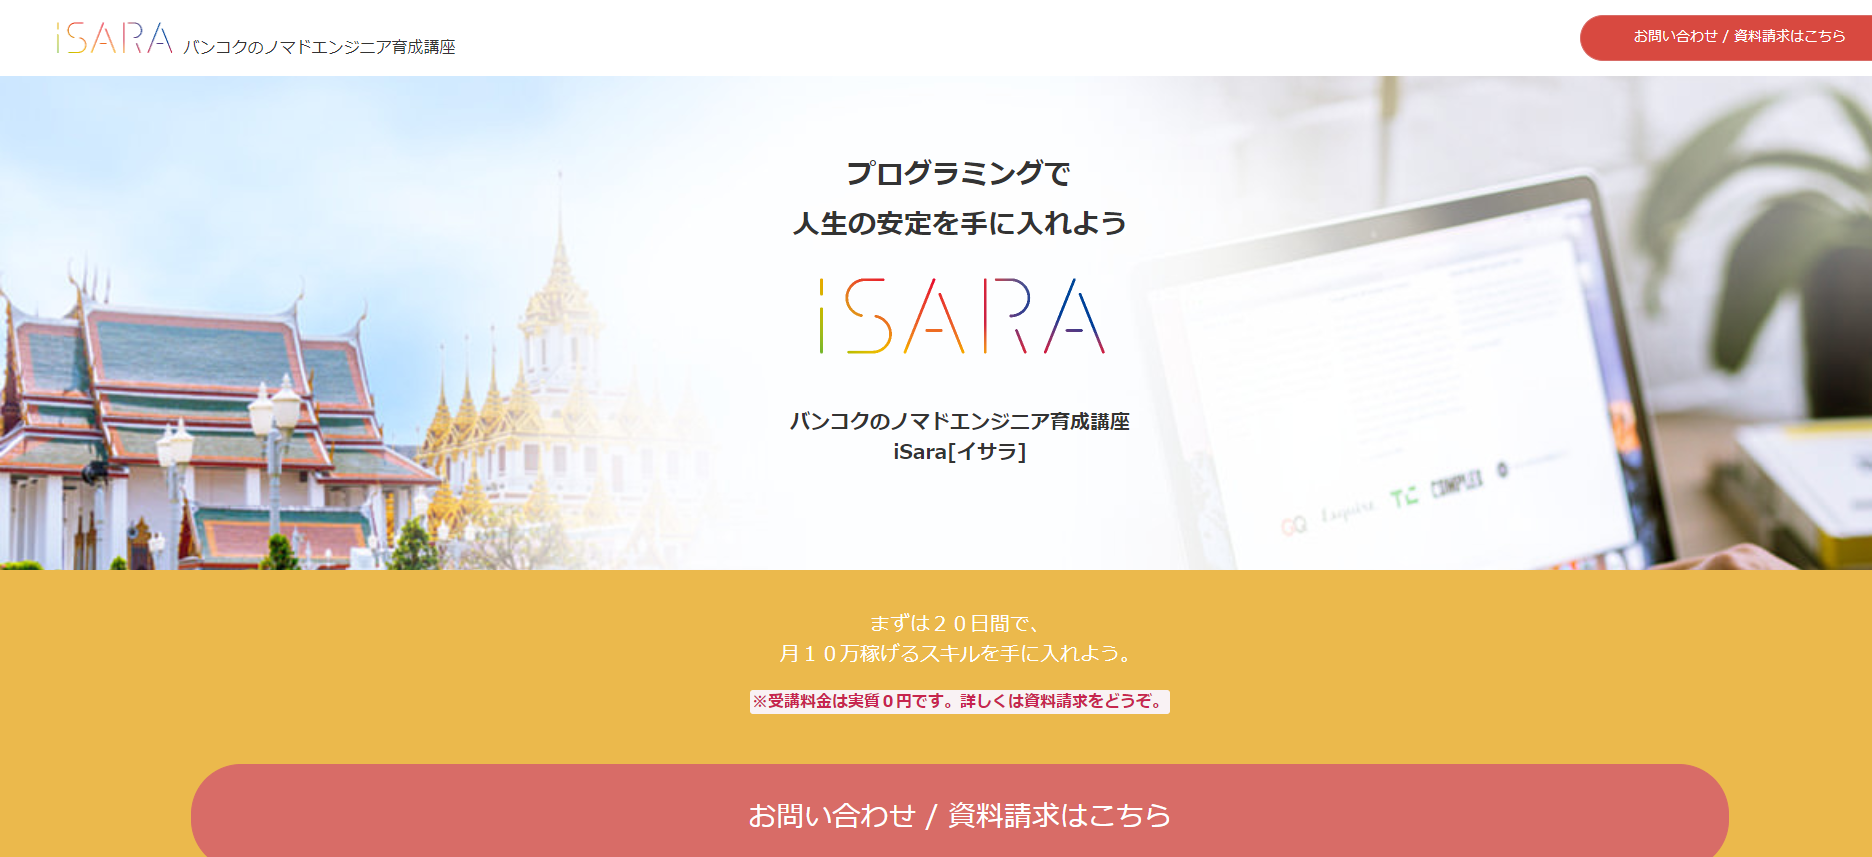 iSARA バンコクのノマドエンジニア育成講座
お問い合わせ / 資料請求はこちら
プログラミングで
人生の安定を手に入れよう
iSARA
バンコクのノマドエンジニア育成講座
iSara[イサラ]
GQ Esquire. TC COMPLEX
まずは２０日間で、
月１０万稼げるスキルを手に入れよう。
※受講料金は実質０円です。詳しくは資料請求をどうぞ。
お問い合わせ / 資料請求はこちら